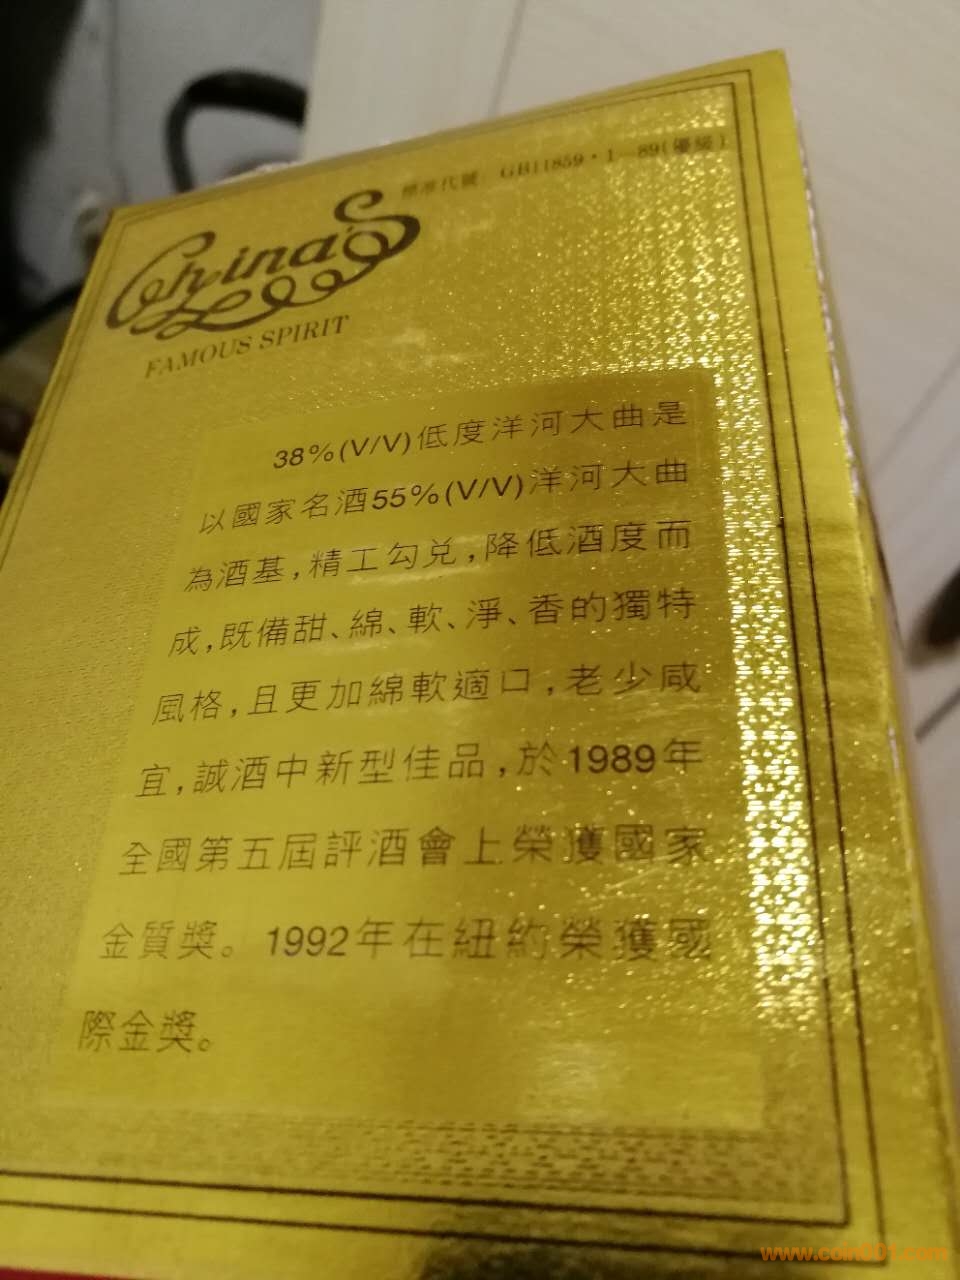 標准代號 GB11859·1—89(優級)
China's
FAMOUS SPIRIT
38%(V/V)低度洋河大曲是
以國家名酒55%(V/V)洋河大曲
為酒基,精工勾兑,降低酒度而
成,既備甜、綿、軟、淨、香的獨特
風格,且更加綿軟適口,老少咸
宜,誠酒中新型佳品,於1989年
全國第五屆評酒會上榮獲國家
金質獎。1992年在紐約榮獲國
際金獎。
www.coin001.com